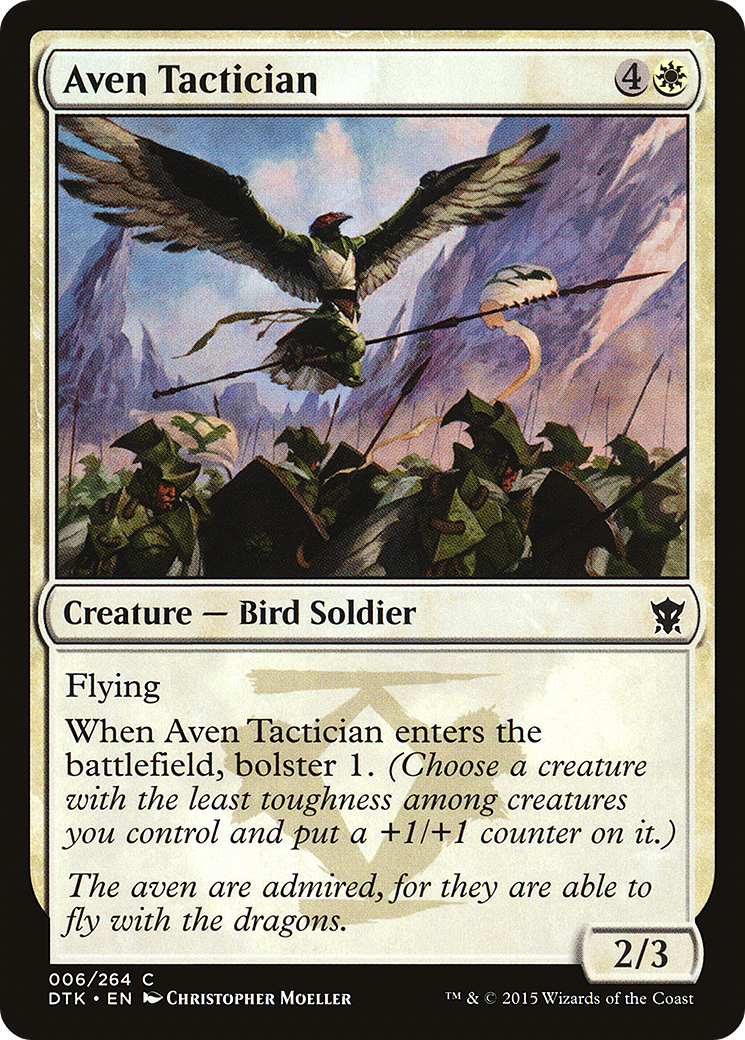 Aven Tactician 4
Creature — Bird Soldier
Flying
When Aven Tactician enters the
battlefield, bolster 1. (Choose a creature
with the least toughness among creatures
you control and put a +1/+1 counter on it.)
The aven are admired, for they are able to
fly with the dragons.
2/3
006/264 C
DTK • EN Christopher Moeller
™ & © 2015 Wizards of the Coast